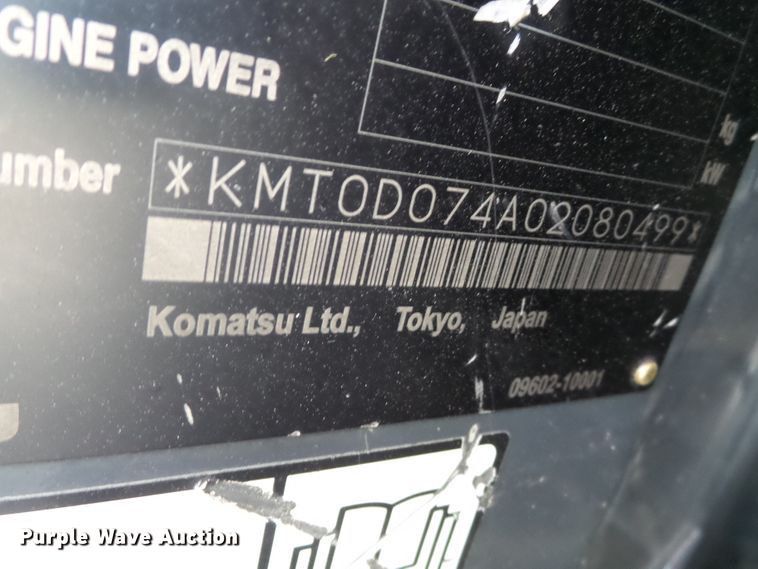 GINE POWER
kg
kW
umber
*KMT0D074A02080499*
Komatsu Ltd., Tokyo, Japan
09602-10001
Purple Wave Auction